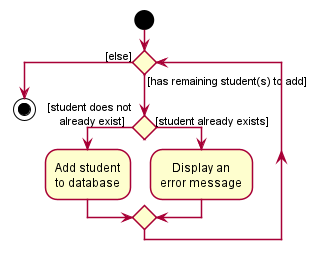 [else]
[has remaining student(s) to add]
[student does not
already exist]
[student already exists]
Add student
to database
Display an
error message